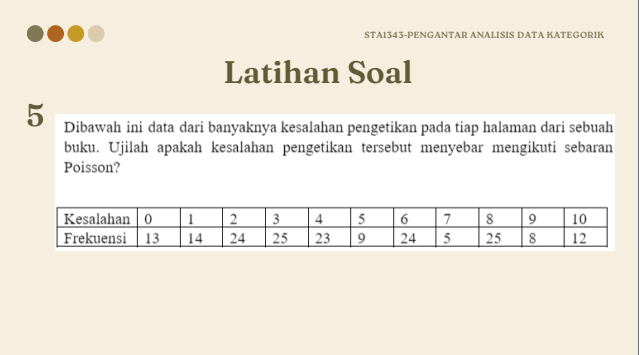 STA1343-PENGANTAR ANALISIS DATA KATEGORIK
Latihan Soal
5
Dibawah ini data dari banyaknya kesalahan pengetikan pada tiap halaman dari sebuah
buku. Ujilah apakah kesalahan pengetikan tersebut menyebar mengikuti sebaran
Poisson?
Kesalahan 0 1 2 3 4 5 6 7 8 9 10
Frekuensi 13 14 24 25 23 9 24 5 25 8 12